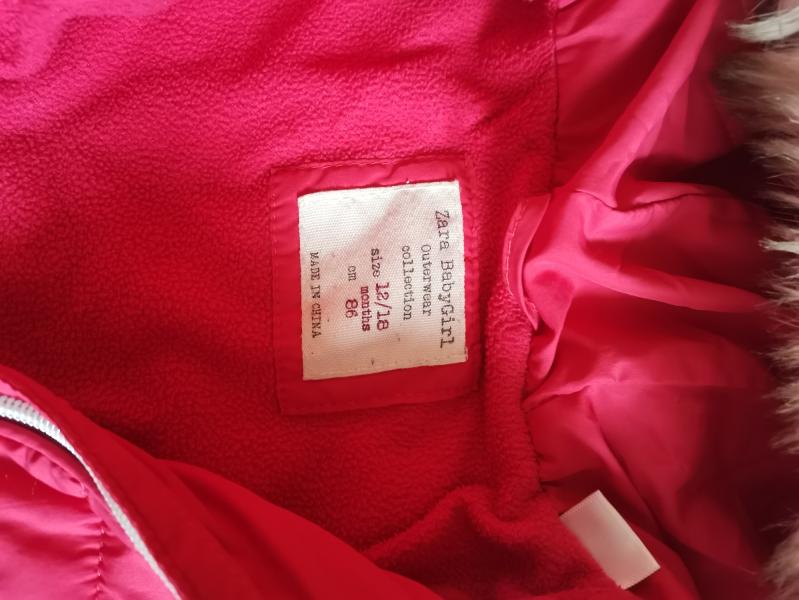 Zara BabyGirl
Outerwear
collection
size 12/18
months
cm 86
MADE IN CHINA